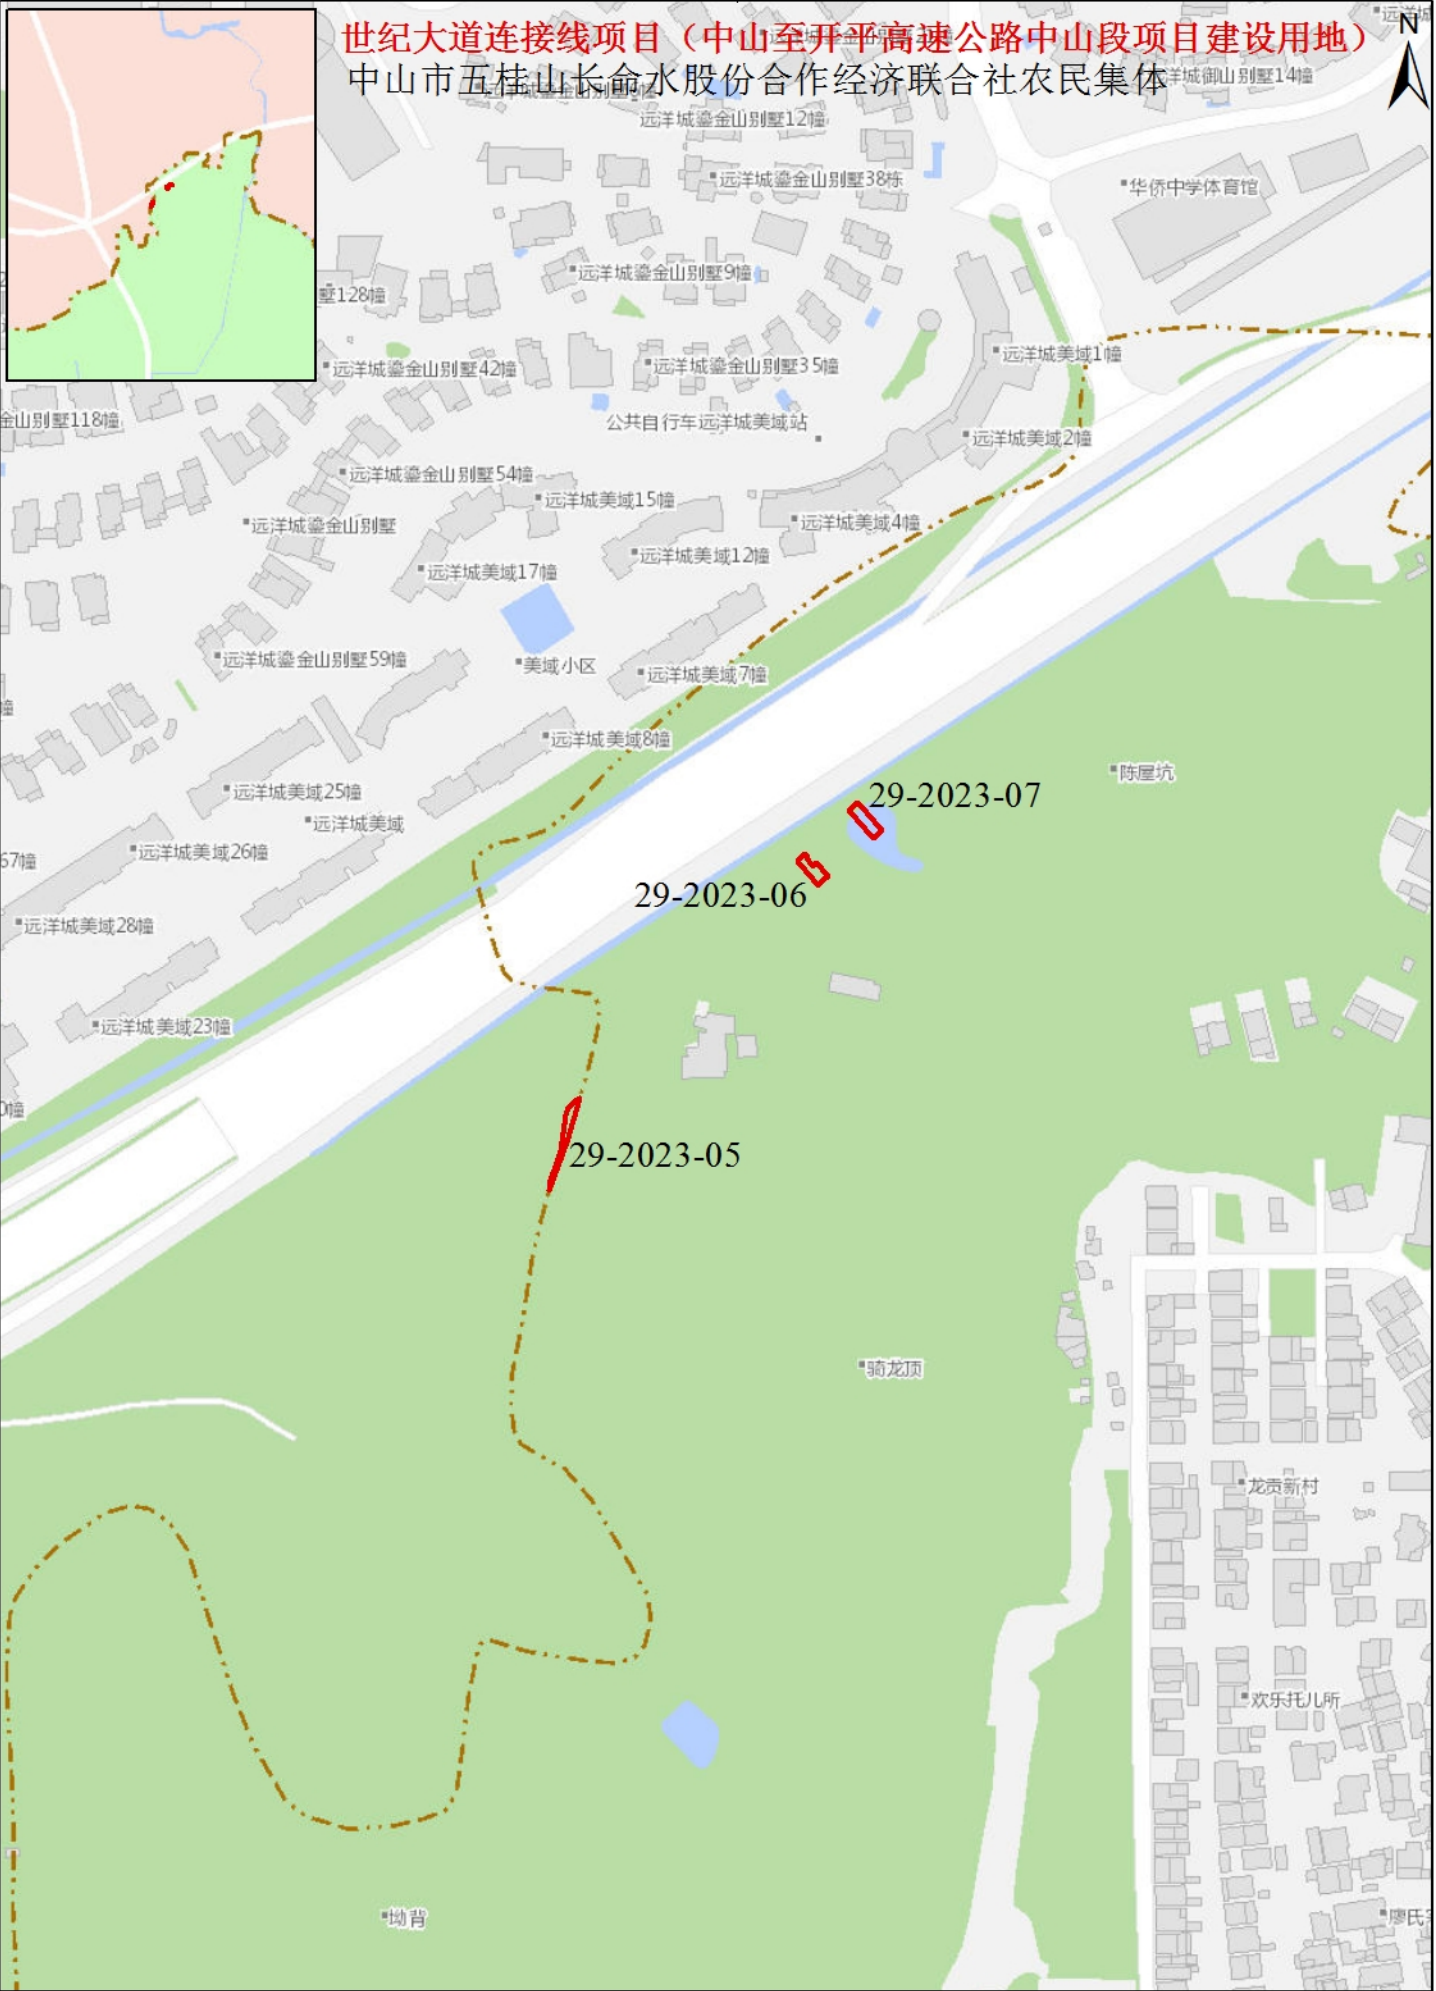 世纪大道连接线项目（中山至开平高速公路中山段项目建设用地）
中山市五桂山长命水股份合作经济联合社农民集体
N
远洋城御山别墅14幢
远洋城鎏金山别墅12幢
远洋城鎏金山别墅38栋
华侨中学体育馆
远洋城鎏金山别墅9幢
墅128幢
远洋城美域1幢
远洋城鎏金山别墅42幢
远洋城鎏金山别墅35幢
金山别墅118幢
公共自行车远洋城美域站
远洋城美域2幢
远洋城鎏金山别墅54幢
远洋城美域15幢
远洋城鎏金山别墅
远洋城美域4幢
远洋城美域12幢
远洋城美域17幢
远洋城鎏金山别墅59幢
美域小区
远洋城美域7幢
幢
远洋城美域8幢
陈屋坑
远洋城美域25幢
29-2023-07
远洋城美域
远洋城美域26幢
67幢
29-2023-06
远洋城美域28幢
远洋城美域23幢
0幢
29-2023-05
骑龙顶
龙贡新村
欢乐托儿所
坳背
廖氏